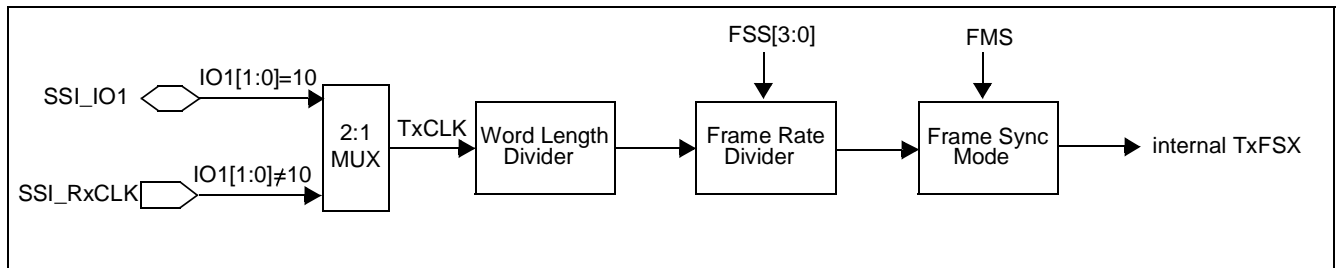 FSS[3:0]
FMS
IO1[1:0]=10
SSI_IO1
2:1
MUX
TxCLK
Word Length
Divider
Frame Rate
Divider
Frame Sync
Mode
internal TxFSX
IO1[1:0]≠10
SSI_RxCLK